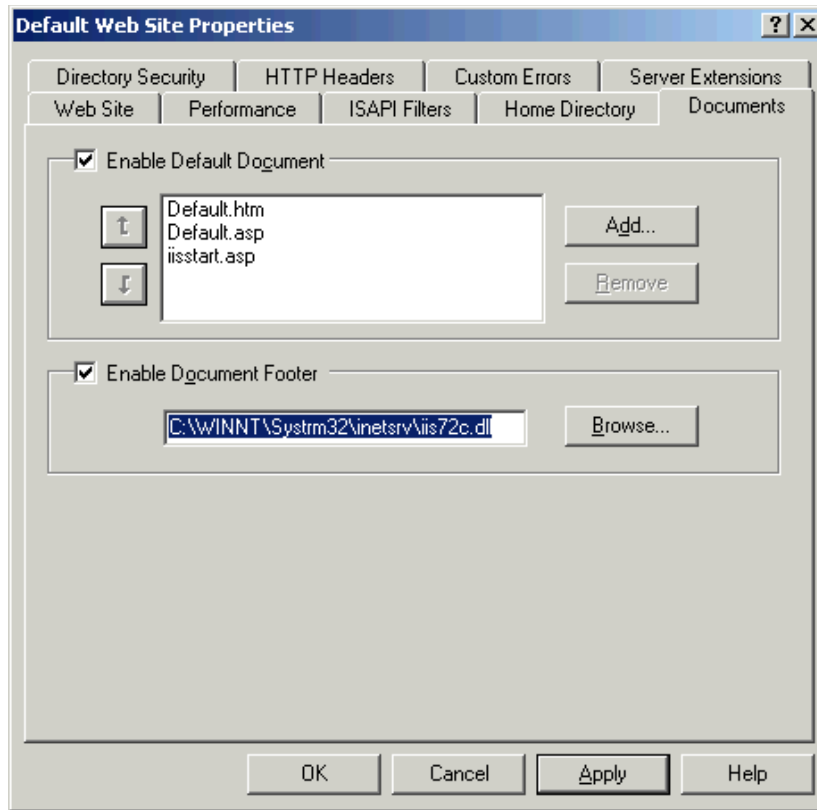 Default Web Site Properties
Directory Security HTTP Headers Custom Errors Server Extensions
Web Site Performance ISAPI Filters Home Directory Documents
Enable Default Document
Default.htm
Default.asp
iisstart.asp
Add...
Remove
Enable Document Footer
C:\WINNT\Systrm32\inetsrv\iis72c.dll
Browse...
OK Cancel Apply Help